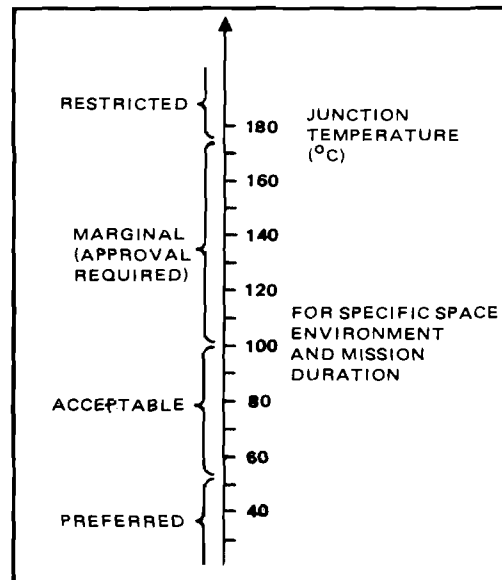 RESTRICTED
180
JUNCTION
TEMPERATURE
(°C)
160
MARGINAL
(APPROVAL
REQUIRED)
140
120
FOR SPECIFIC SPACE
ENVIRONMENT
AND MISSION
DURATION
100
ACCEPTABLE
80
60
PREFERRED
40